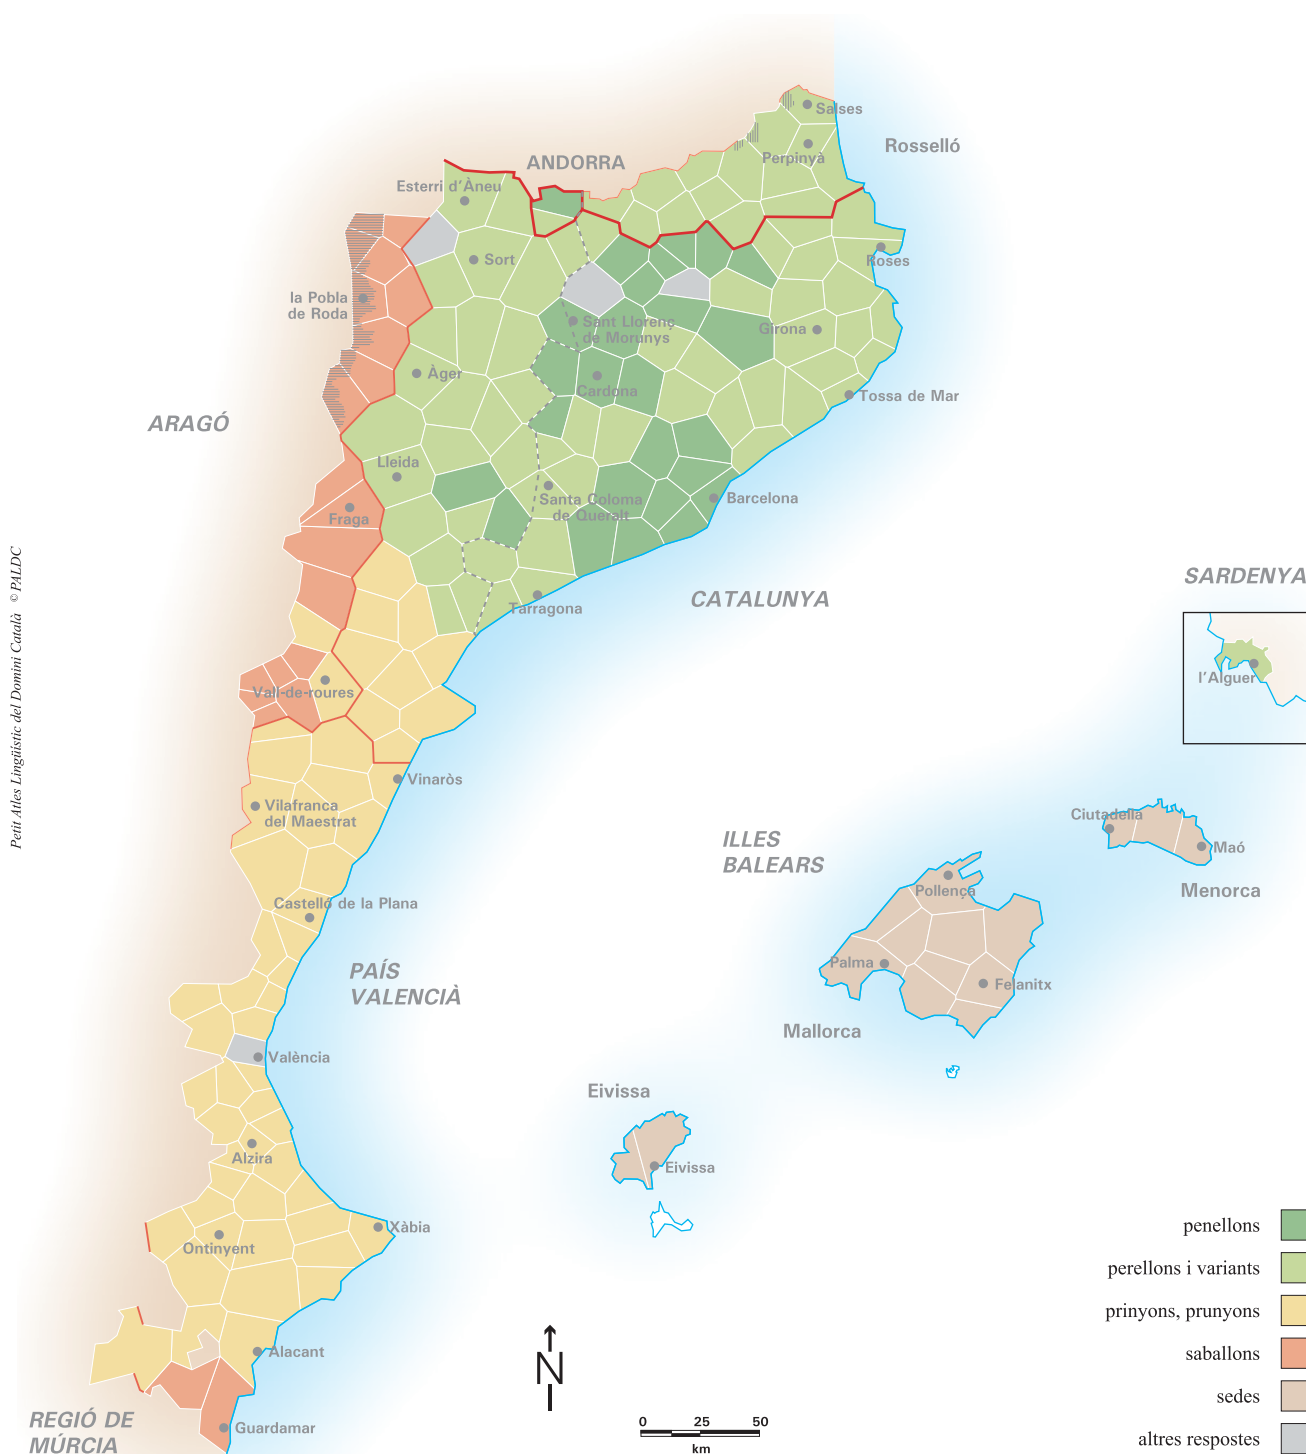 Salses
Rosselló
Perpinyà
ANDORRA
Esterri d'Àneu
Roses
Sort
la Pobla
de Roda
Sant Llorenç
de Morunys
Girona
Àger
Cardona
Tossa de Mar
ARAGÓ
Lleida
Santa Coloma
de Queralt
Barcelona
Fraga
Tarragona
CATALUNYA
SARDENYA
l'Alguer
Vall-de-roures
Vinaròs
Vilafranca
del Maestrat
Ciutadella
Maó
Menorca
ILLES
BALEARS
Pollença
Castelló de la Plana
Palma
Felanitx
Mallorca
PAÍS
VALENCIÀ
València
Eivissa
Eivissa
Alzira
Xàbia
Ontinyent
Alacant
Guardamar
REGIÓ DE
MÚRCIA
Petit Atles Lingüístic del Domini Català © PALDC
N
0 25 50
km
penellons
perellons i variants
prinyons, prunyons
saballons
sedes
altres respostes